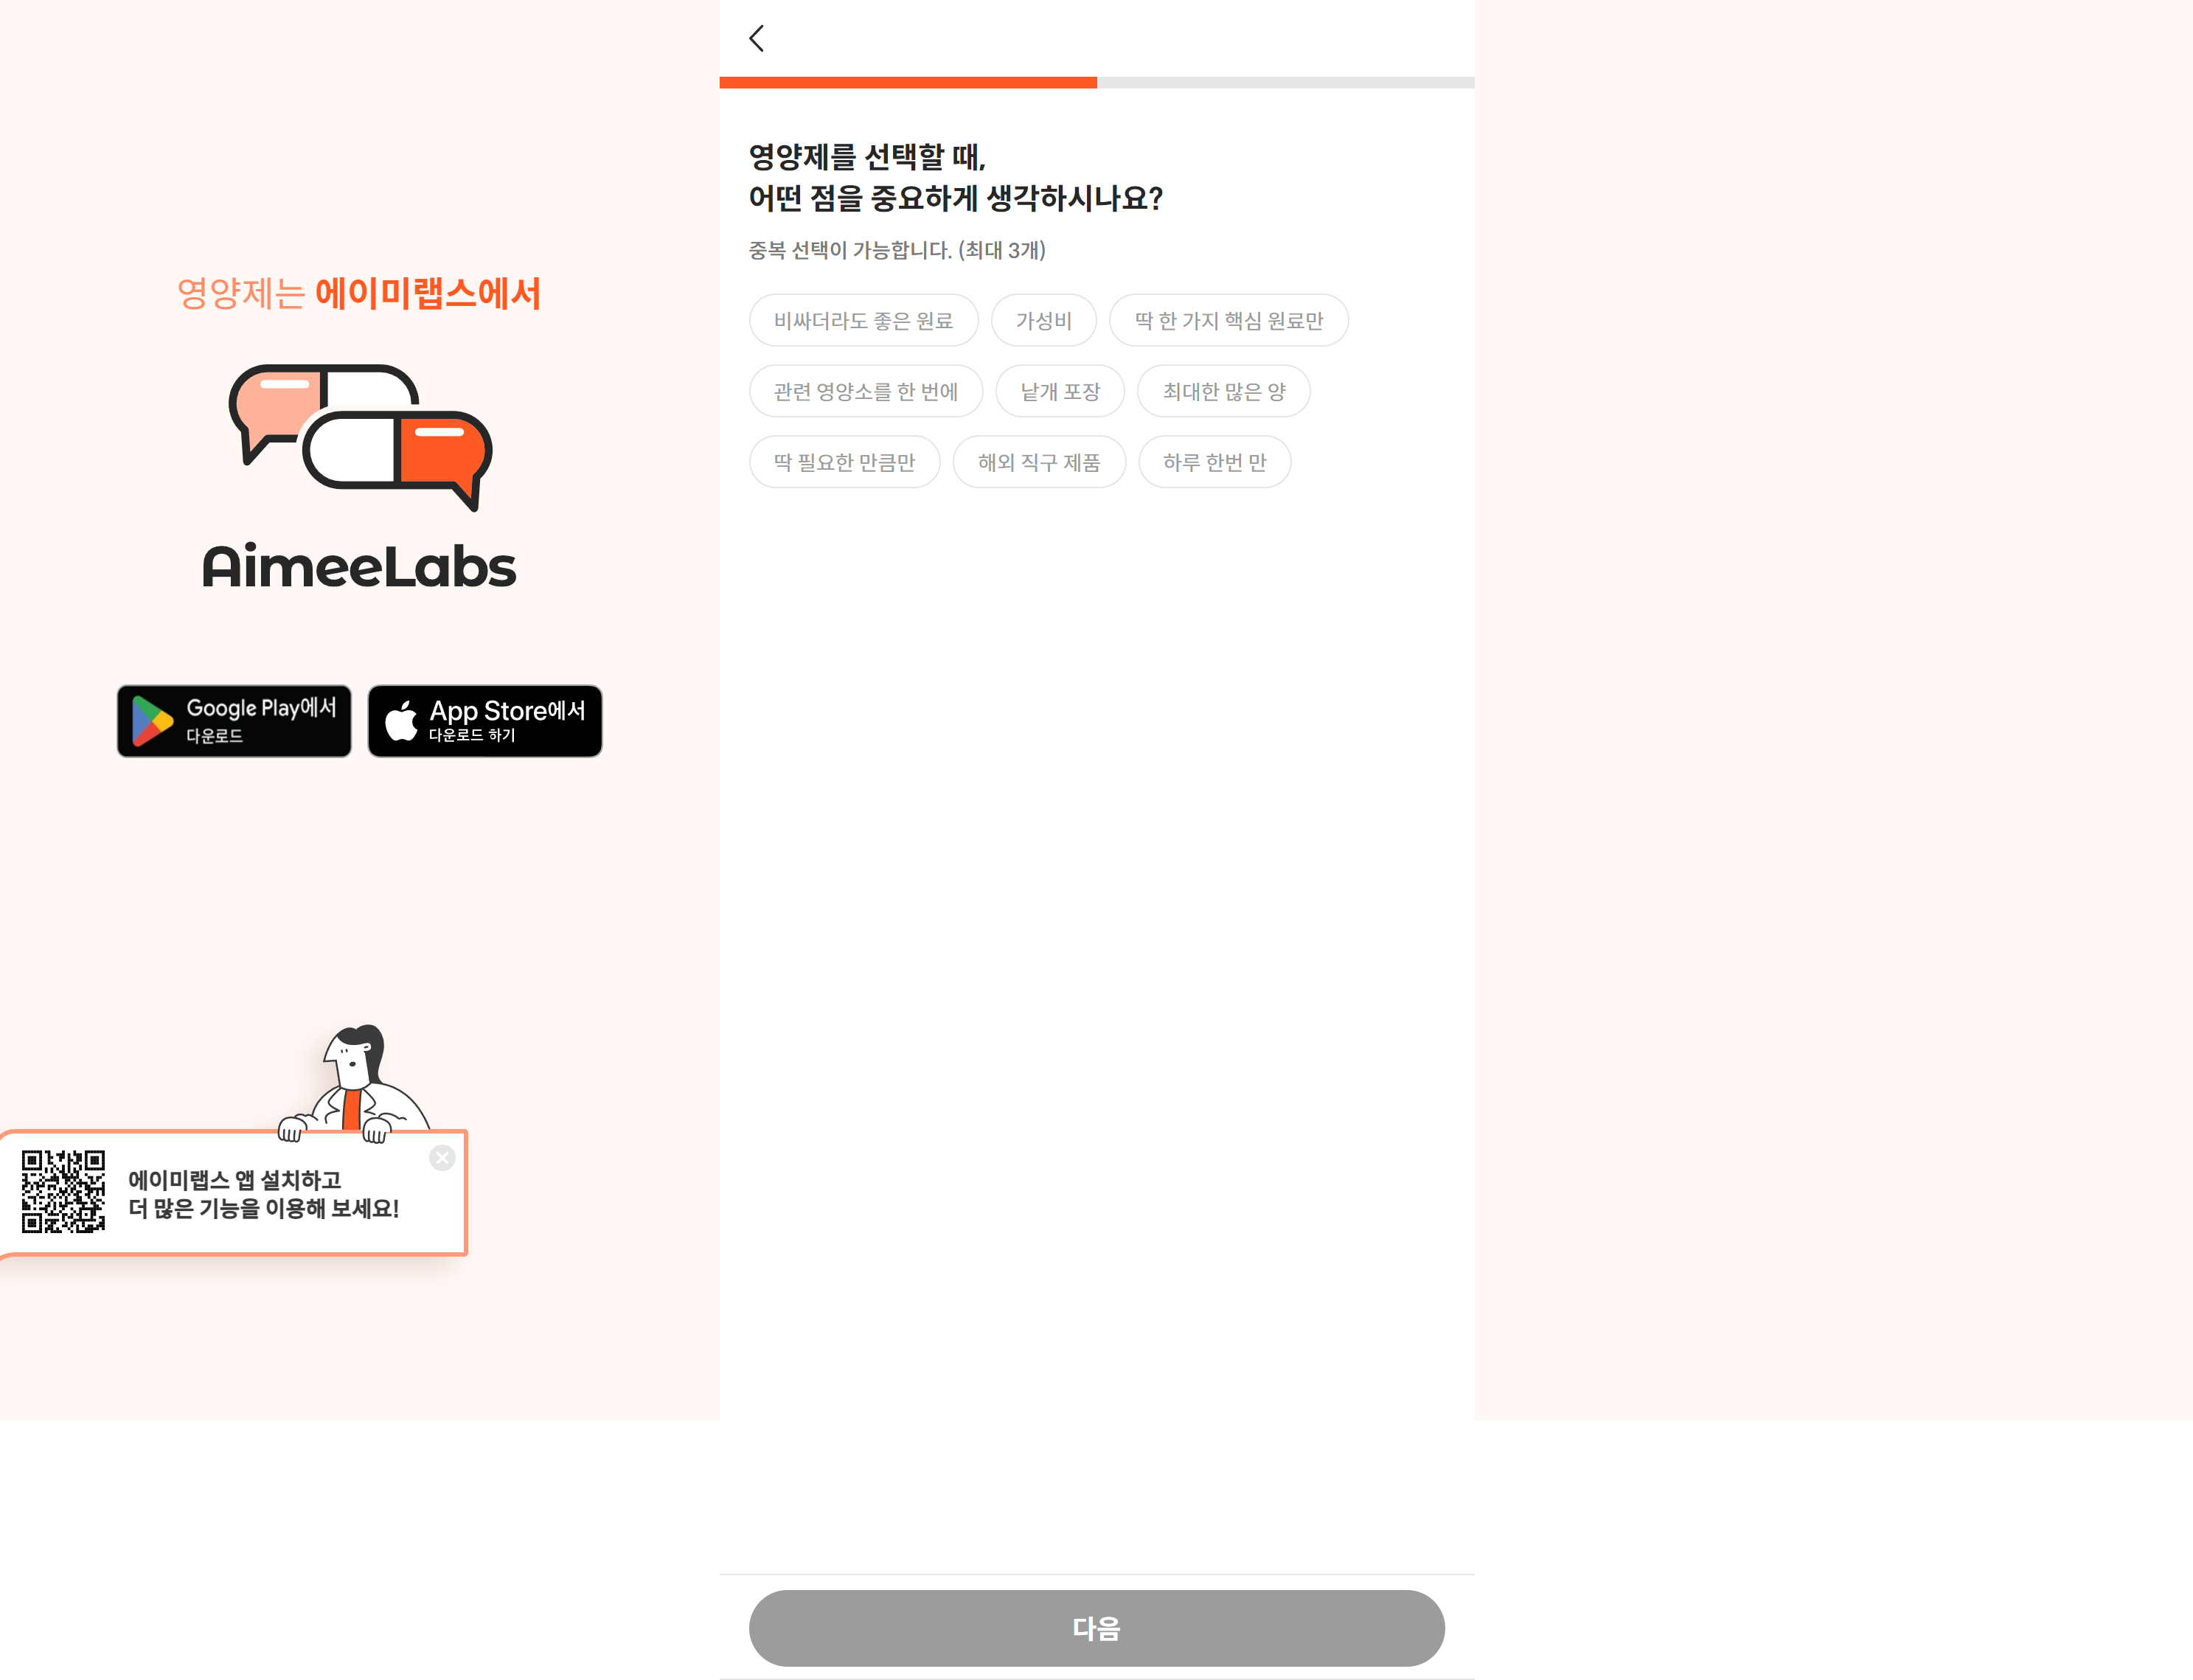 영양제는 에이미랩스에서
AimeeLabs
Google Play에서
다운로드
App Store에서
다운로드 하기
에이미랩스 앱 설치하고
더 많은 기능을 이용해 보세요!
영양제를 선택할 때,
어떤 점을 중요하게 생각하시나요?
중복 선택이 가능합니다. (최대 3개)
비싸더라도 좋은 원료 가성비 딱 한 가지 핵심 원료만
관련 영양소를 한 번에 낱개 포장 최대한 많은 양
딱 필요한 만큼만 해외 직구 제품 하루 한번 만
다음